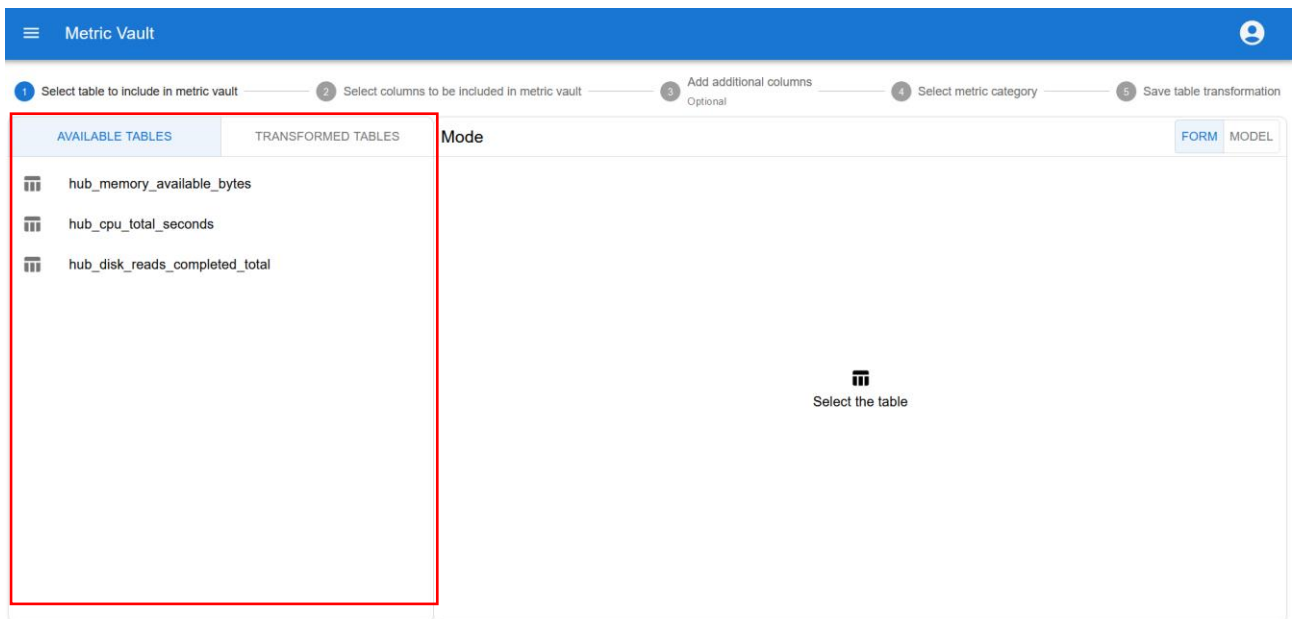 Metric Vault
1 Select table to include in metric vault
2 Select columns to be included in metric vault
3 Add additional columns
Optional
4 Select metric category
5 Save table transformation
AVAILABLE TABLES
TRANSFORMED TABLES
Mode
FORM
MODEL
hub_memory_available_bytes
hub_cpu_total_seconds
hub_disk_reads_completed_total
Select the table